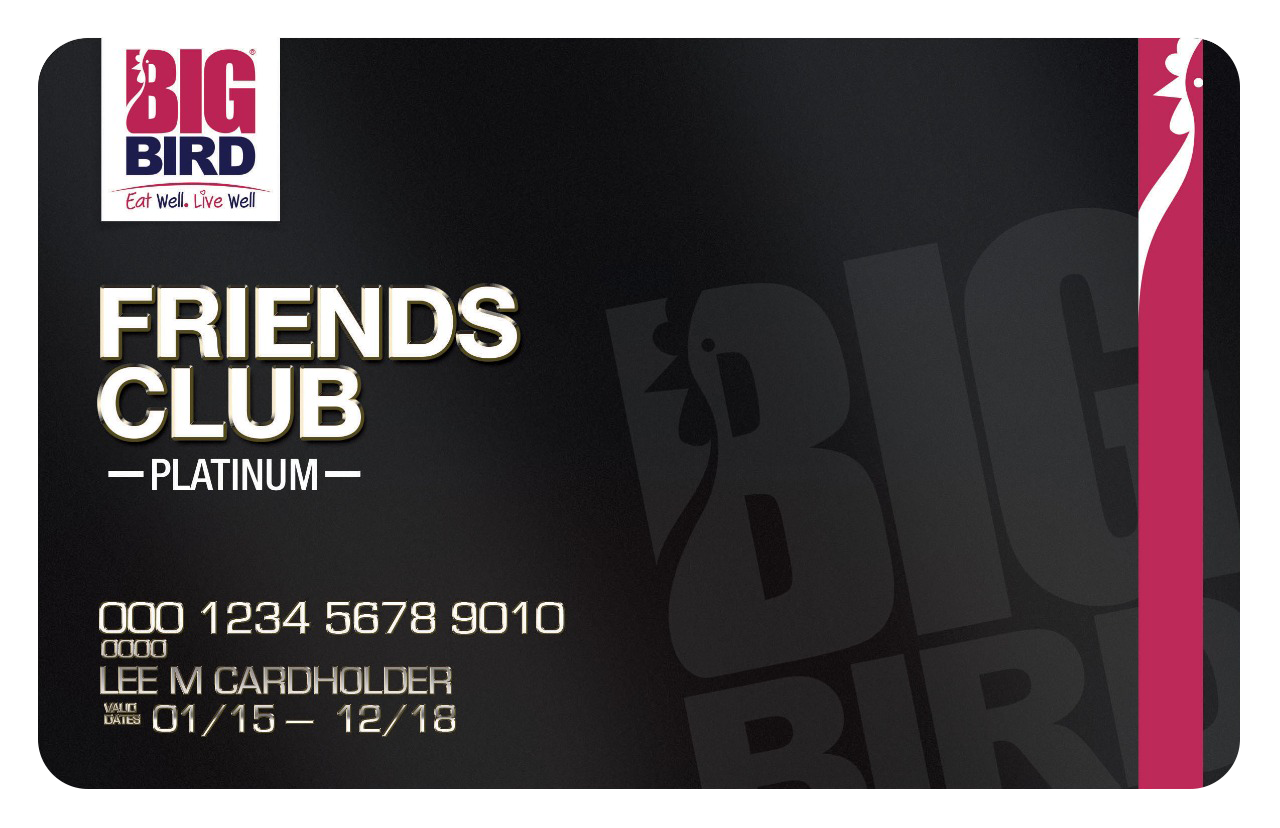 BIG®
BIRD
Eat Well. Live Well
FRIENDS
CLUB
— PLATINUM —
000 1234 5678 9010
0000
LEE M CARDHOLDER
VALID
DATES
01/15 – 12/18
BIG
BIRD